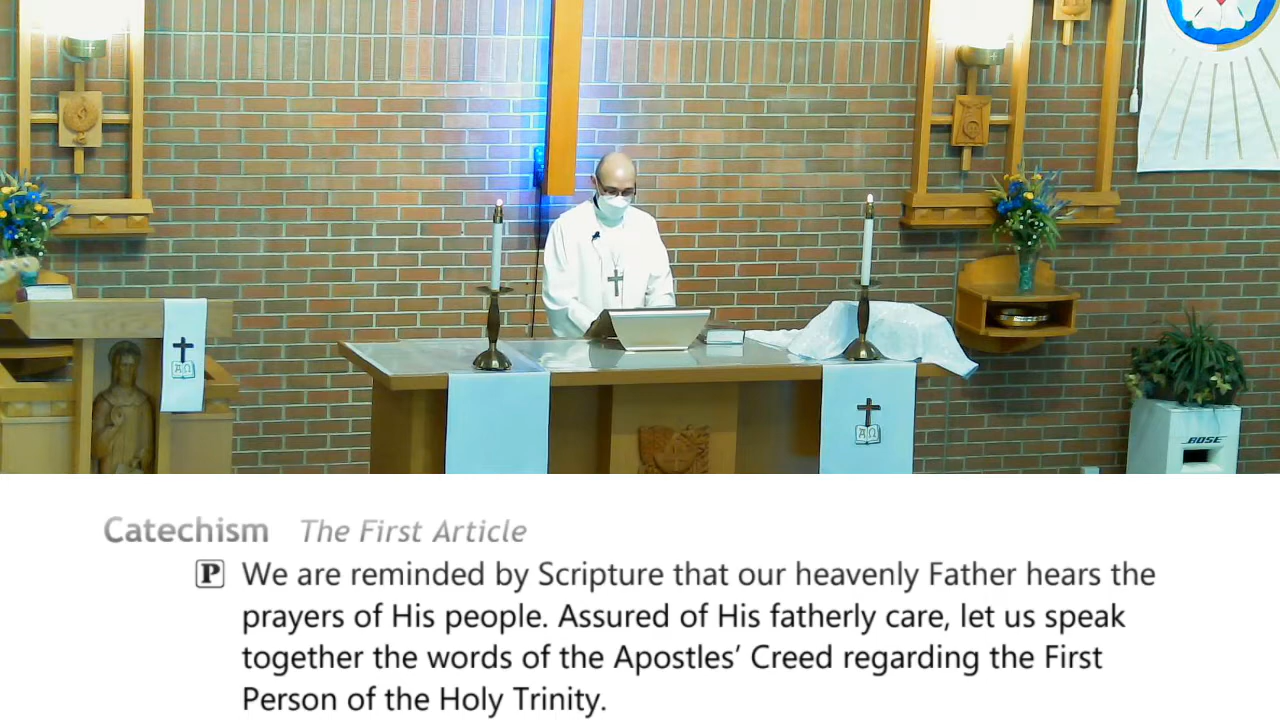 ΑΩ
ΑΩ
BOSE
Catechism The First Article
P We are reminded by Scripture that our heavenly Father hears the
prayers of His people. Assured of His fatherly care, let us speak
together the words of the Apostles’ Creed regarding the First
Person of the Holy Trinity.